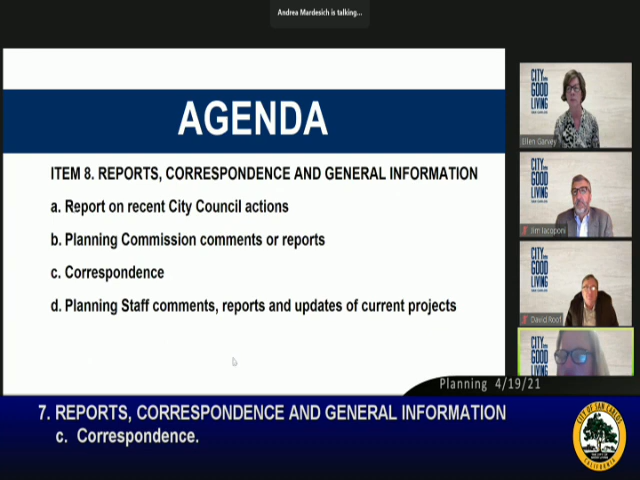 Andrea Mardesich is talking...
AGENDA
ITEM 8. REPORTS, CORRESPONDENCE AND GENERAL INFORMATION
a. Report on recent City Council actions
b. Planning Commission comments or reports
c. Correspondence
d. Planning Staff comments, reports and updates of current projects
CITY
GOOD
LIVING
Ellen Garvey
CITY
GOOD
LIVING
Jim Iacoponi
CITY
GOOD
LIVING
David Roof
CITY
GOOD
LIVING
Planning 4/19/21
7. REPORTS, CORRESPONDENCE AND GENERAL INFORMATION
c. Correspondence.
CITY OF SAN CARLOS
CALIFORNIA